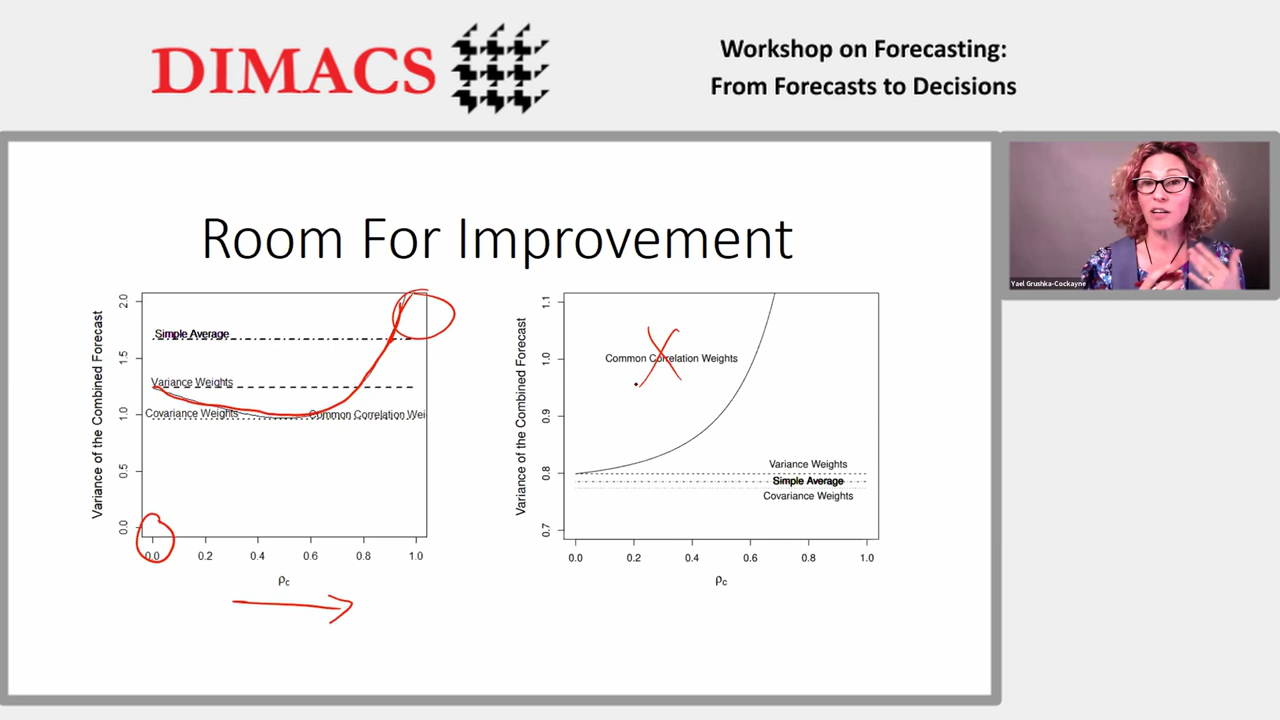 DIMACS
Workshop on Forecasting:
From Forecasts to Decisions
Yael Grushka-Cockayne
Room For Improvement
Variance of the Combined Forecast
2.0
1.5
1.0
0.5
0.0
Simple Average
Variance Weights
Covariance Weights
Common Correlation Wei
0.0 0.2 0.4 0.6 0.8 1.0
ρc
Variance of the Combined Forecast
1.1
1.0
0.9
0.8
0.7
Common Correlation Weights
Variance Weights
Simple Average
Covariance Weights
0.0 0.2 0.4 0.6 0.8 1.0
ρc